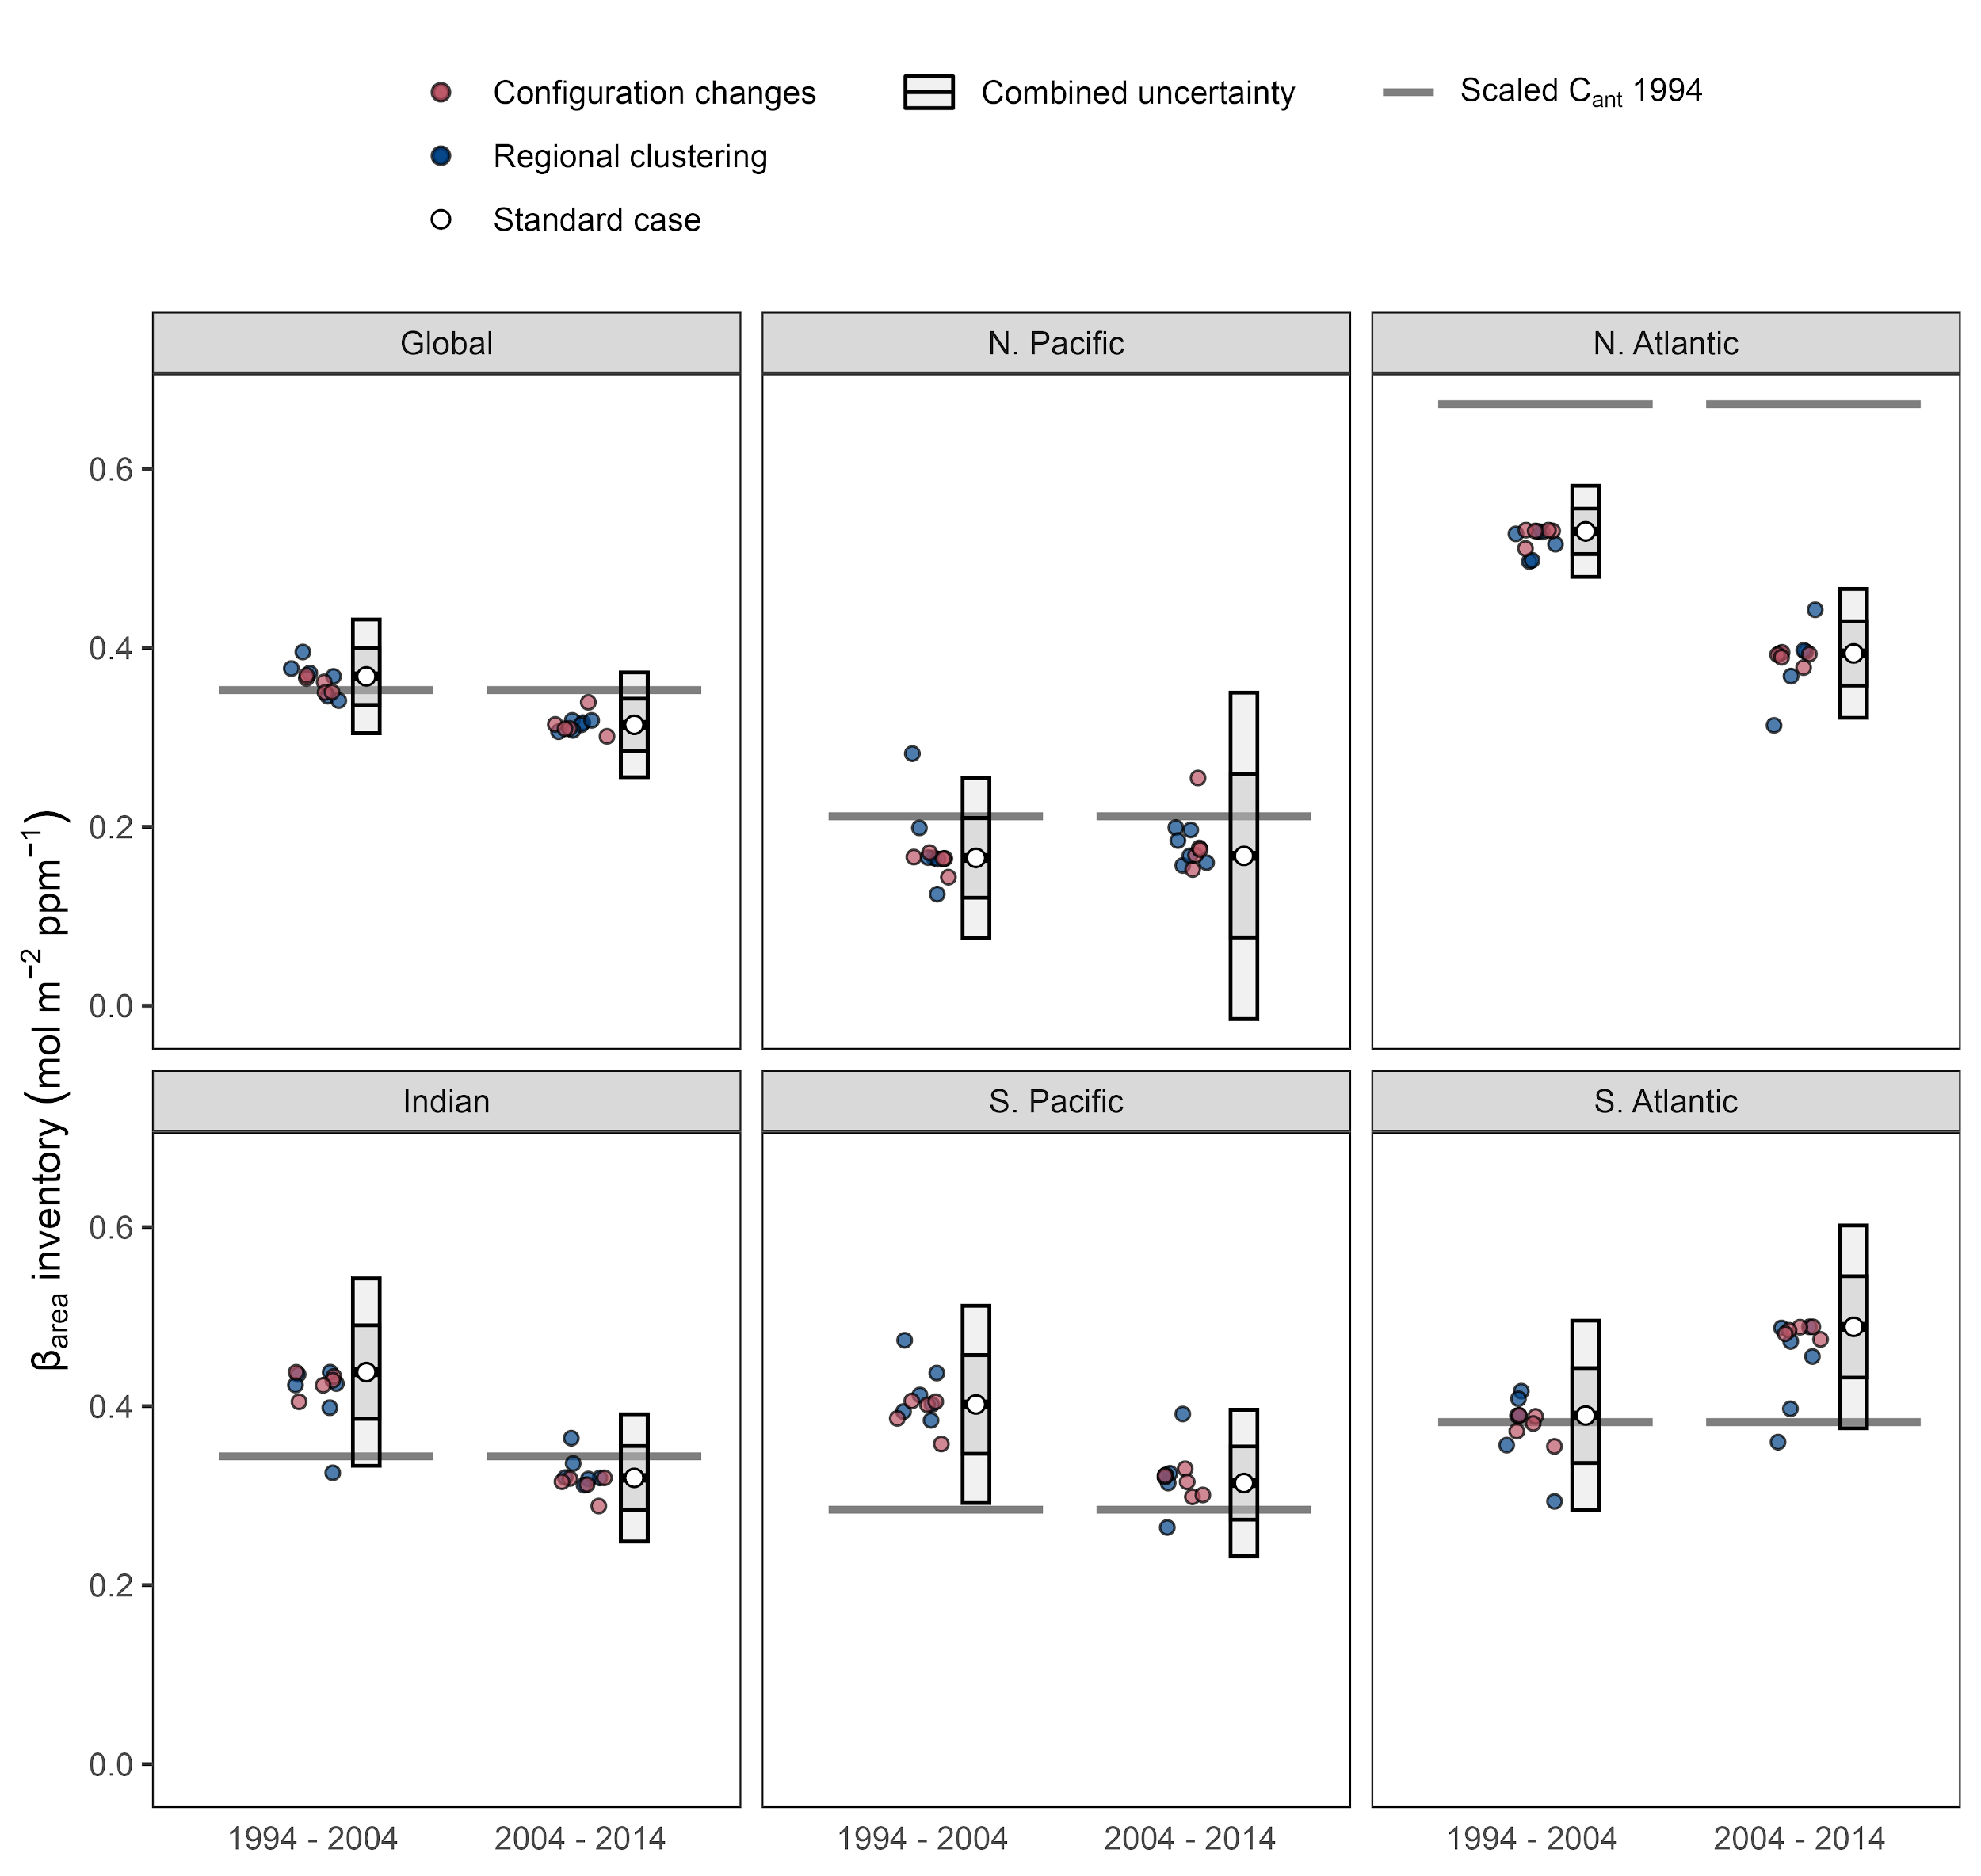 Configuration changes
Regional clustering
Standard case
Combined uncertainty
Scaled Cant 1994
Global
N. Pacific
N. Atlantic
0.6
0.4
0.2
0.0
Indian
S. Pacific
S. Atlantic
0.6
0.4
0.2
0.0
βarea inventory (mol m−2 ppm−1)
1994 - 2004
2004 - 2014
1994 - 2004
2004 - 2014
1994 - 2004
2004 - 2014